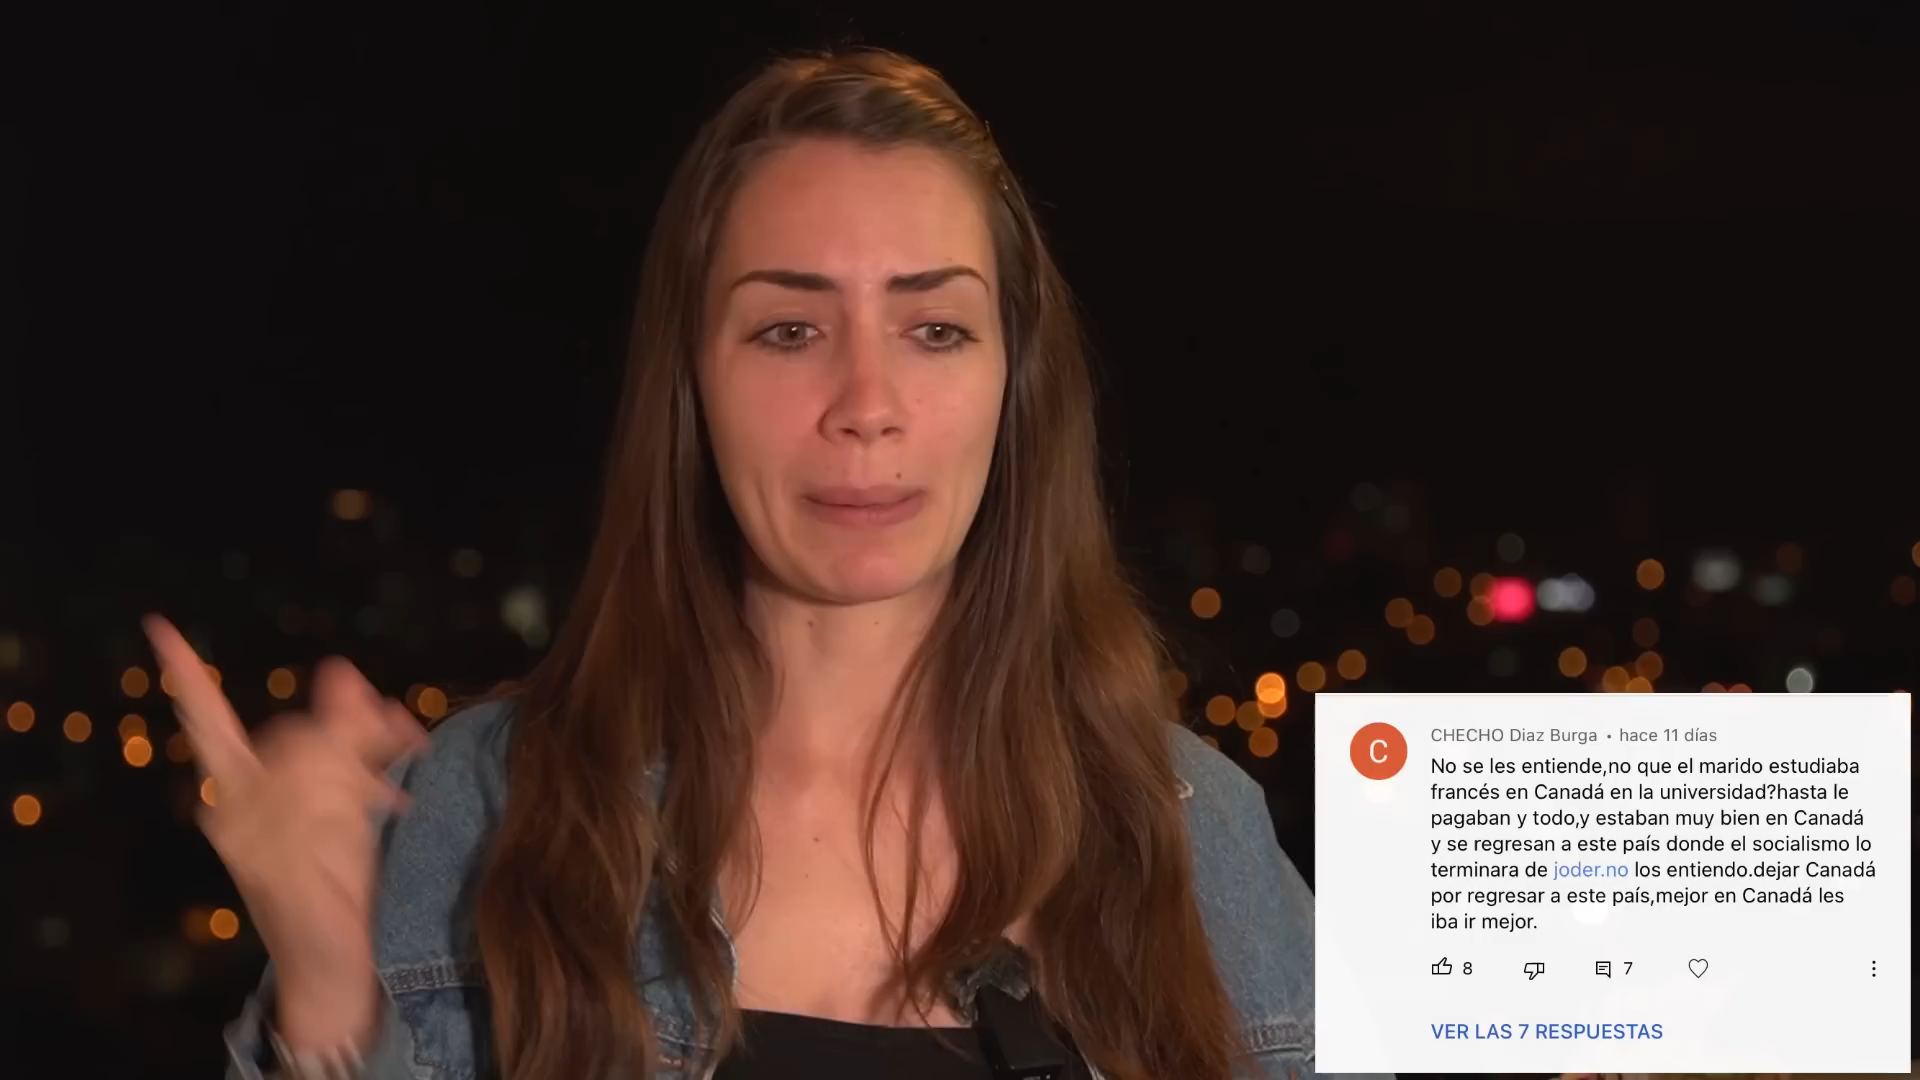 C
CHECHO Diaz Burga • hace 11 días
No se les entiende,no que el marido estudiaba
francés en Canadá en la universidad?hasta le
pagaban y todo,y estaban muy bien en Canadá
y se regresan a este país donde el socialismo lo
terminara de joder.no los entiendo.dejar Canadá
por regresar a este país,mejor en Canadá les
iba ir mejor.
8 7
VER LAS 7 RESPUESTAS